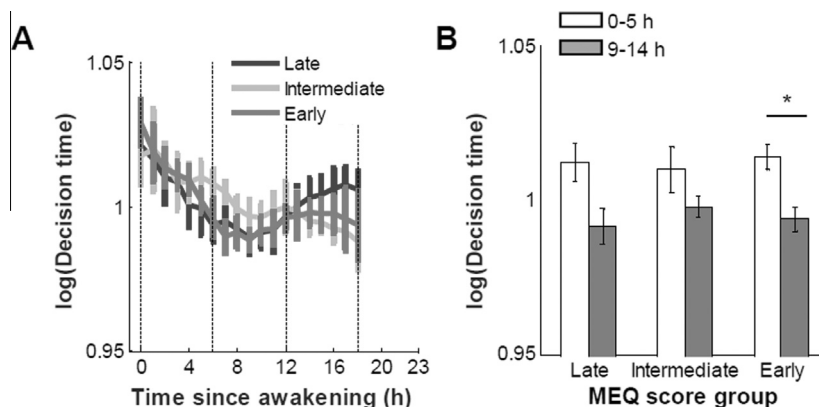 A
1.05
Late
Intermediate
Early
log(Decision time)
1
0.95
0 4 8 12 16 20 23
Time since awakening (h)
B
0-5 h
9-14 h
1.05
*
log(Decision time)
1
0.95
Late Intermediate Early
MEQ score group